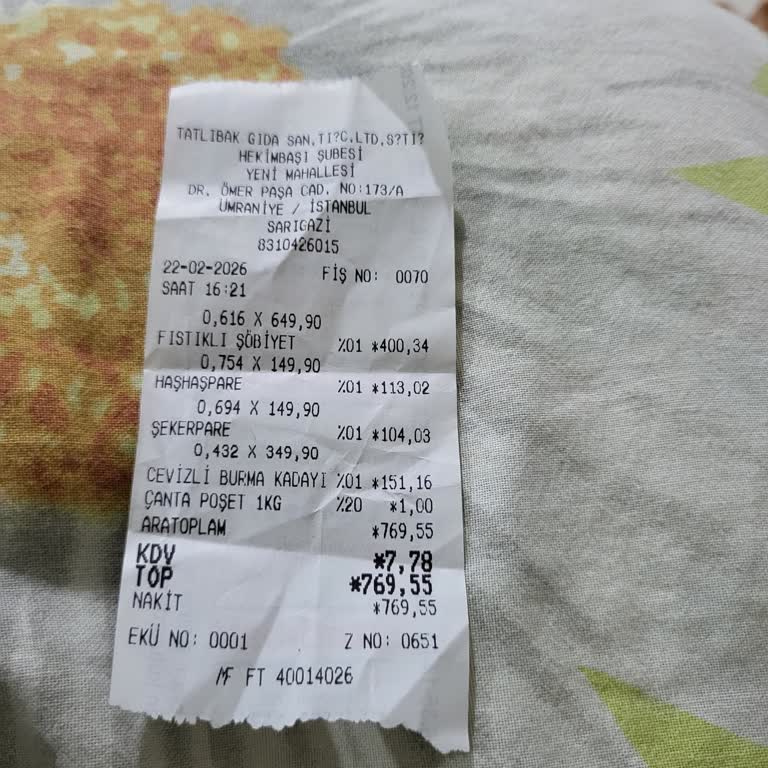 TATLIBAK GIDA SAN.TI?C.LTD.S?TI?
HEKİMBAŞI ŞUBESİ
YENİ MAHALLESİ
DR. ÖMER PAŞA CAD. NO:173/A
ÜMRANİYE / İSTANBUL
SARIGAZİ
8310426015
22-02-2026 FİŞ NO: 0070
SAAT 16:21
0,616 X 649,90
FISTIKLI ŞÖBİYET %01 *400,34
0,754 X 149,90
HAŞHAŞPARE %01 *113,02
0,694 X 149,90
ŞEKERPARE %01 *104,03
0,432 X 349,90
CEVİZLİ BURMA KADAYI %01 *151,16
ÇANTA POŞET 1KG %20 *1,00
ARATOPLAM *769,55
KDV *7,78
TOP *769,55
NAKİT *769,55
EKÜ NO: 0001 Z NO: 0651
MF FT 40014026